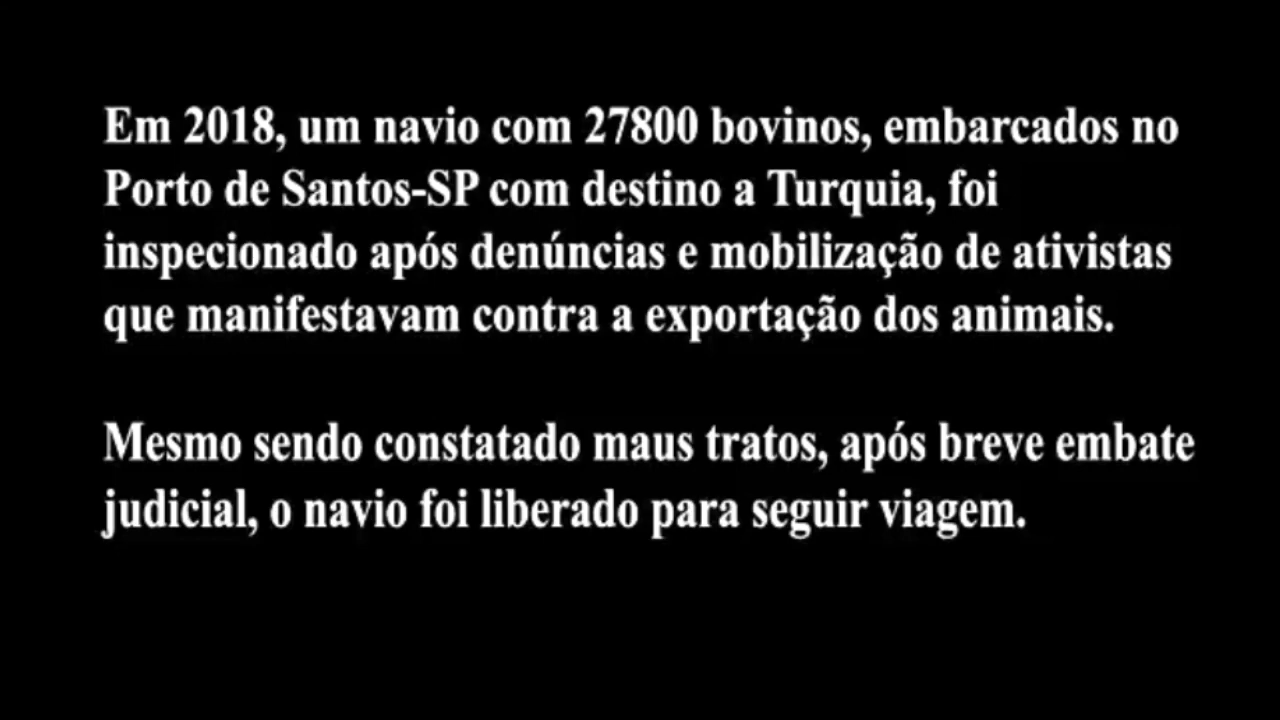 Em 2018, um navio com 27800 bovinos, embarcados no
Porto de Santos-SP com destino a Turquia, foi
inspecionado após denúncias e mobilização de ativistas
que manifestavam contra a exportação dos animais.
Mesmo sendo constatado maus tratos, após breve embate
judicial, o navio foi liberado para seguir viagem.